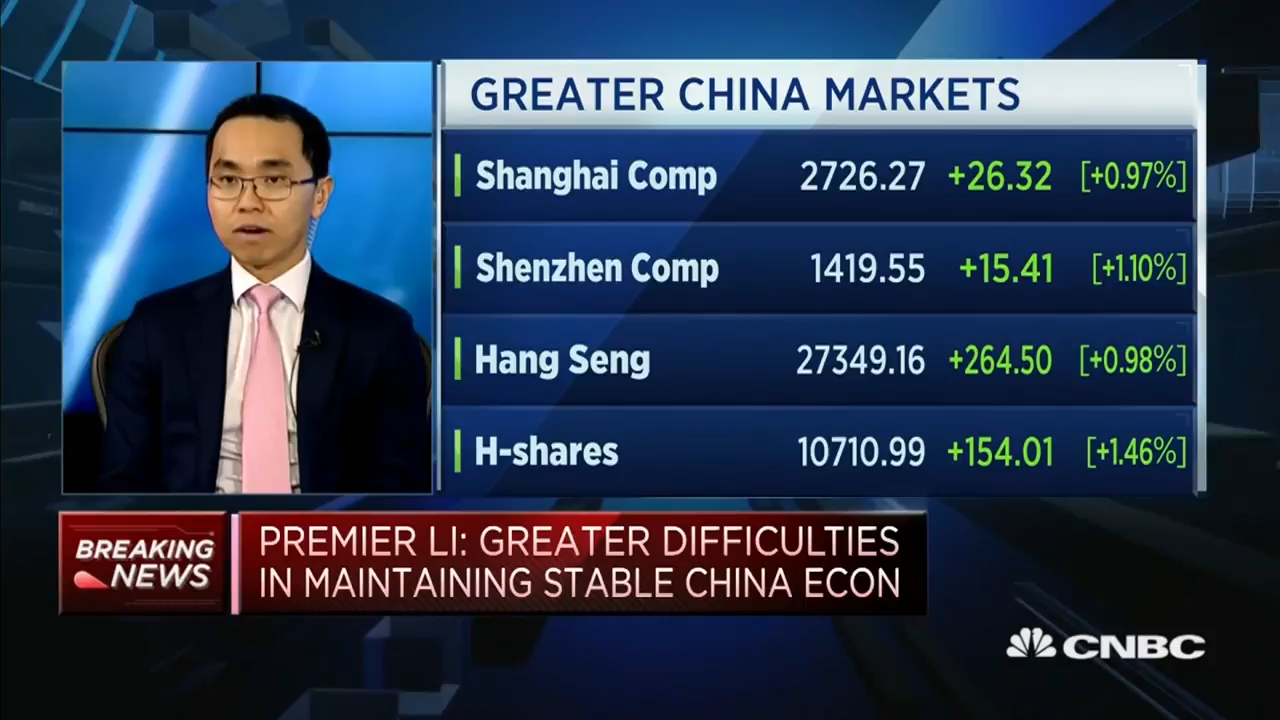 GREATER CHINA MARKETS
Shanghai Comp 2726.27 +26.32 [+0.97%]
Shenzhen Comp 1419.55 +15.41 [+1.10%]
Hang Seng 27349.16 +264.50 [+0.98%]
H-shares 10710.99 +154.01 [+1.46%]
BREAKING NEWS
PREMIER LI: GREATER DIFFICULTIES
IN MAINTAINING STABLE CHINA ECON
CNBC